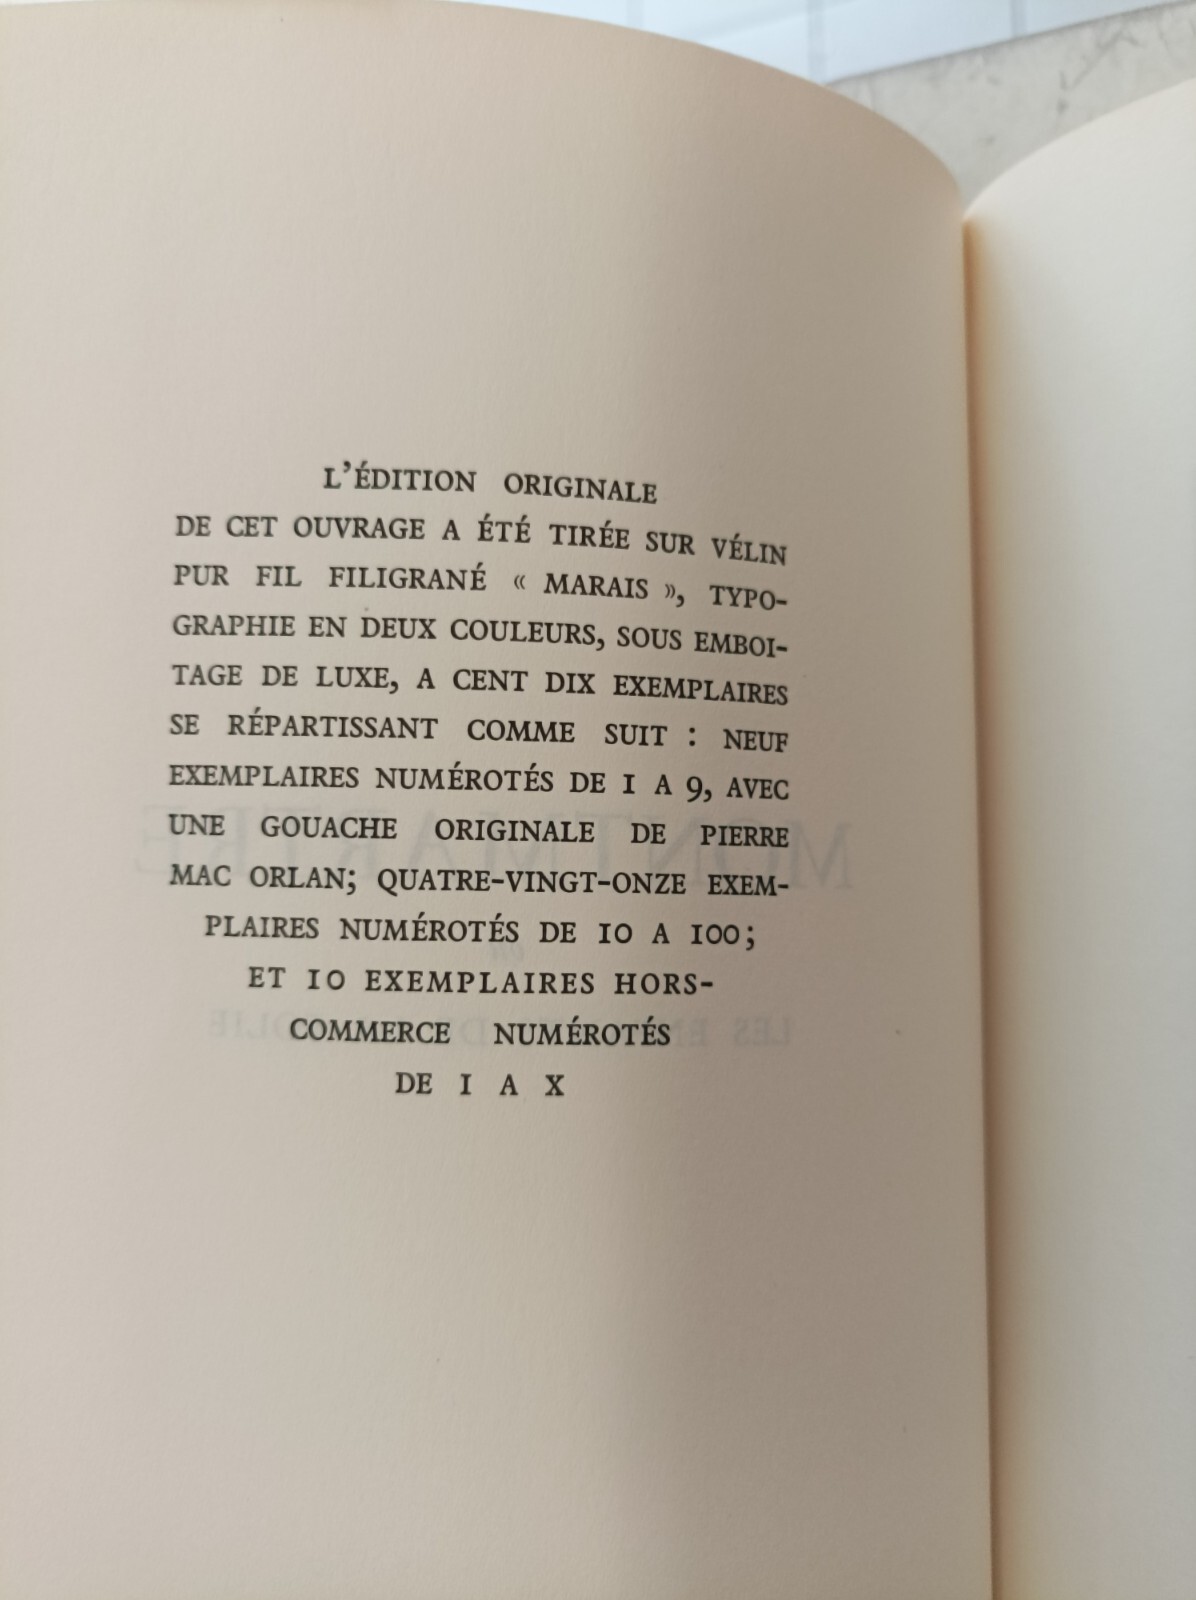 L'ÉDITION ORIGINALE
DE CET OUVRAGE A ÉTÉ TIRÉE SUR VÉLIN
PUR FIL FILIGRANÉ « MARAIS », TYPO-
GRAPHIE EN DEUX COULEURS, SOUS EMBOI-
TAGE DE LUXE, A CENT DIX EXEMPLAIRES
SE RÉPARTISSANT COMME SUIT : NEUF
EXEMPLAIRES NUMÉROTÉS DE 1 A 9, AVEC
UNE GOUACHE ORIGINALE DE PIERRE
MAC ORLAN; QUATRE-VINGT-ONZE EXEM-
PLAIRES NUMÉROTÉS DE 10 A 100;
ET 10 EXEMPLAIRES HORS-
COMMERCE NUMÉROTÉS
DE I A X
MONTMARTRE